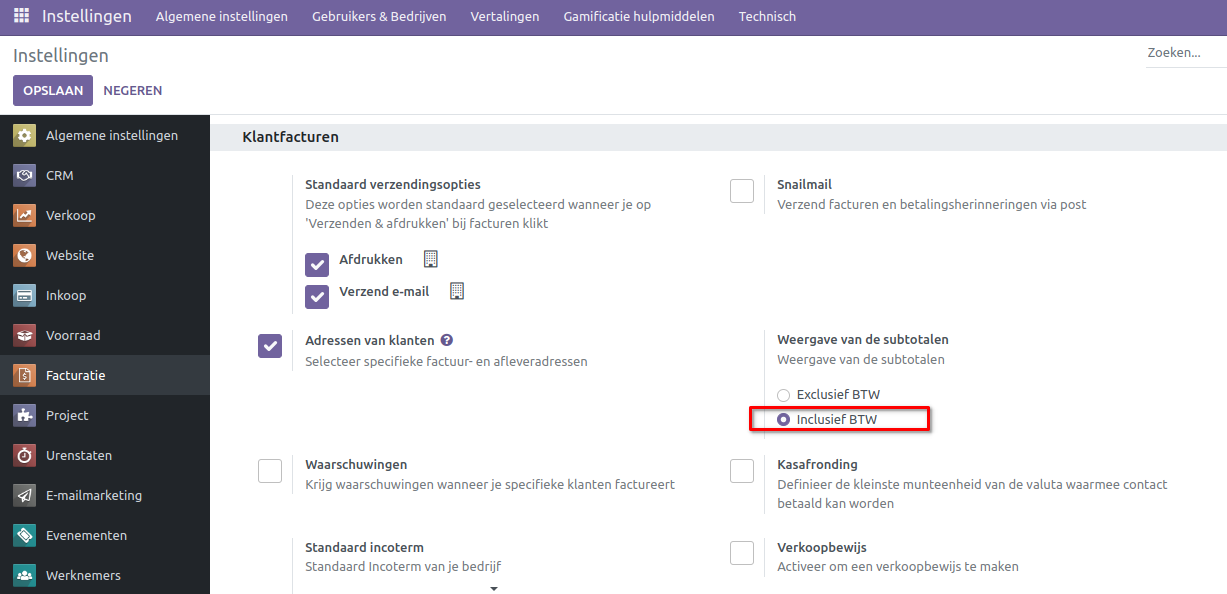 Instellingen Algemene instellingen Gebruikers & Bedrijven Vertalingen Gamificatie hulpmiddelen Technisch
Instellingen
Zoeken...
OPSLAAN NEGEREN
Algemene instellingen
CRM
Verkoop
Website
Inkoop
Voorraad
Facturatie
Project
Urenstaten
E-mailmarketing
Evenementen
Werknemers
Klantfacturen
Standaard verzendingsopties
Deze opties worden standaard geselecteerd wanneer je op
'Verzenden & afdrukken' bij facturen klikt
Afdrukken
Verzend e-mail
Snailmail
Verzend facturen en betalingsherinneringen via post
Adressen van klanten ?
Selecteer specifieke factuur- en afleveradressen
Weergave van de subtotalen
Weergave van de subtotalen
Exclusief BTW
Inclusief BTW
Waarschuwingen
Krijg waarschuwingen wanneer je specifieke klanten factureert
Kasafronding
Definieer de kleinste munteenheid van de valuta waarmee contact
betaald kan worden
Standaard incoterm
Standaard Incoterm van je bedrijf
Verkoopbewijs
Activeer om een verkoopbewijs te maken